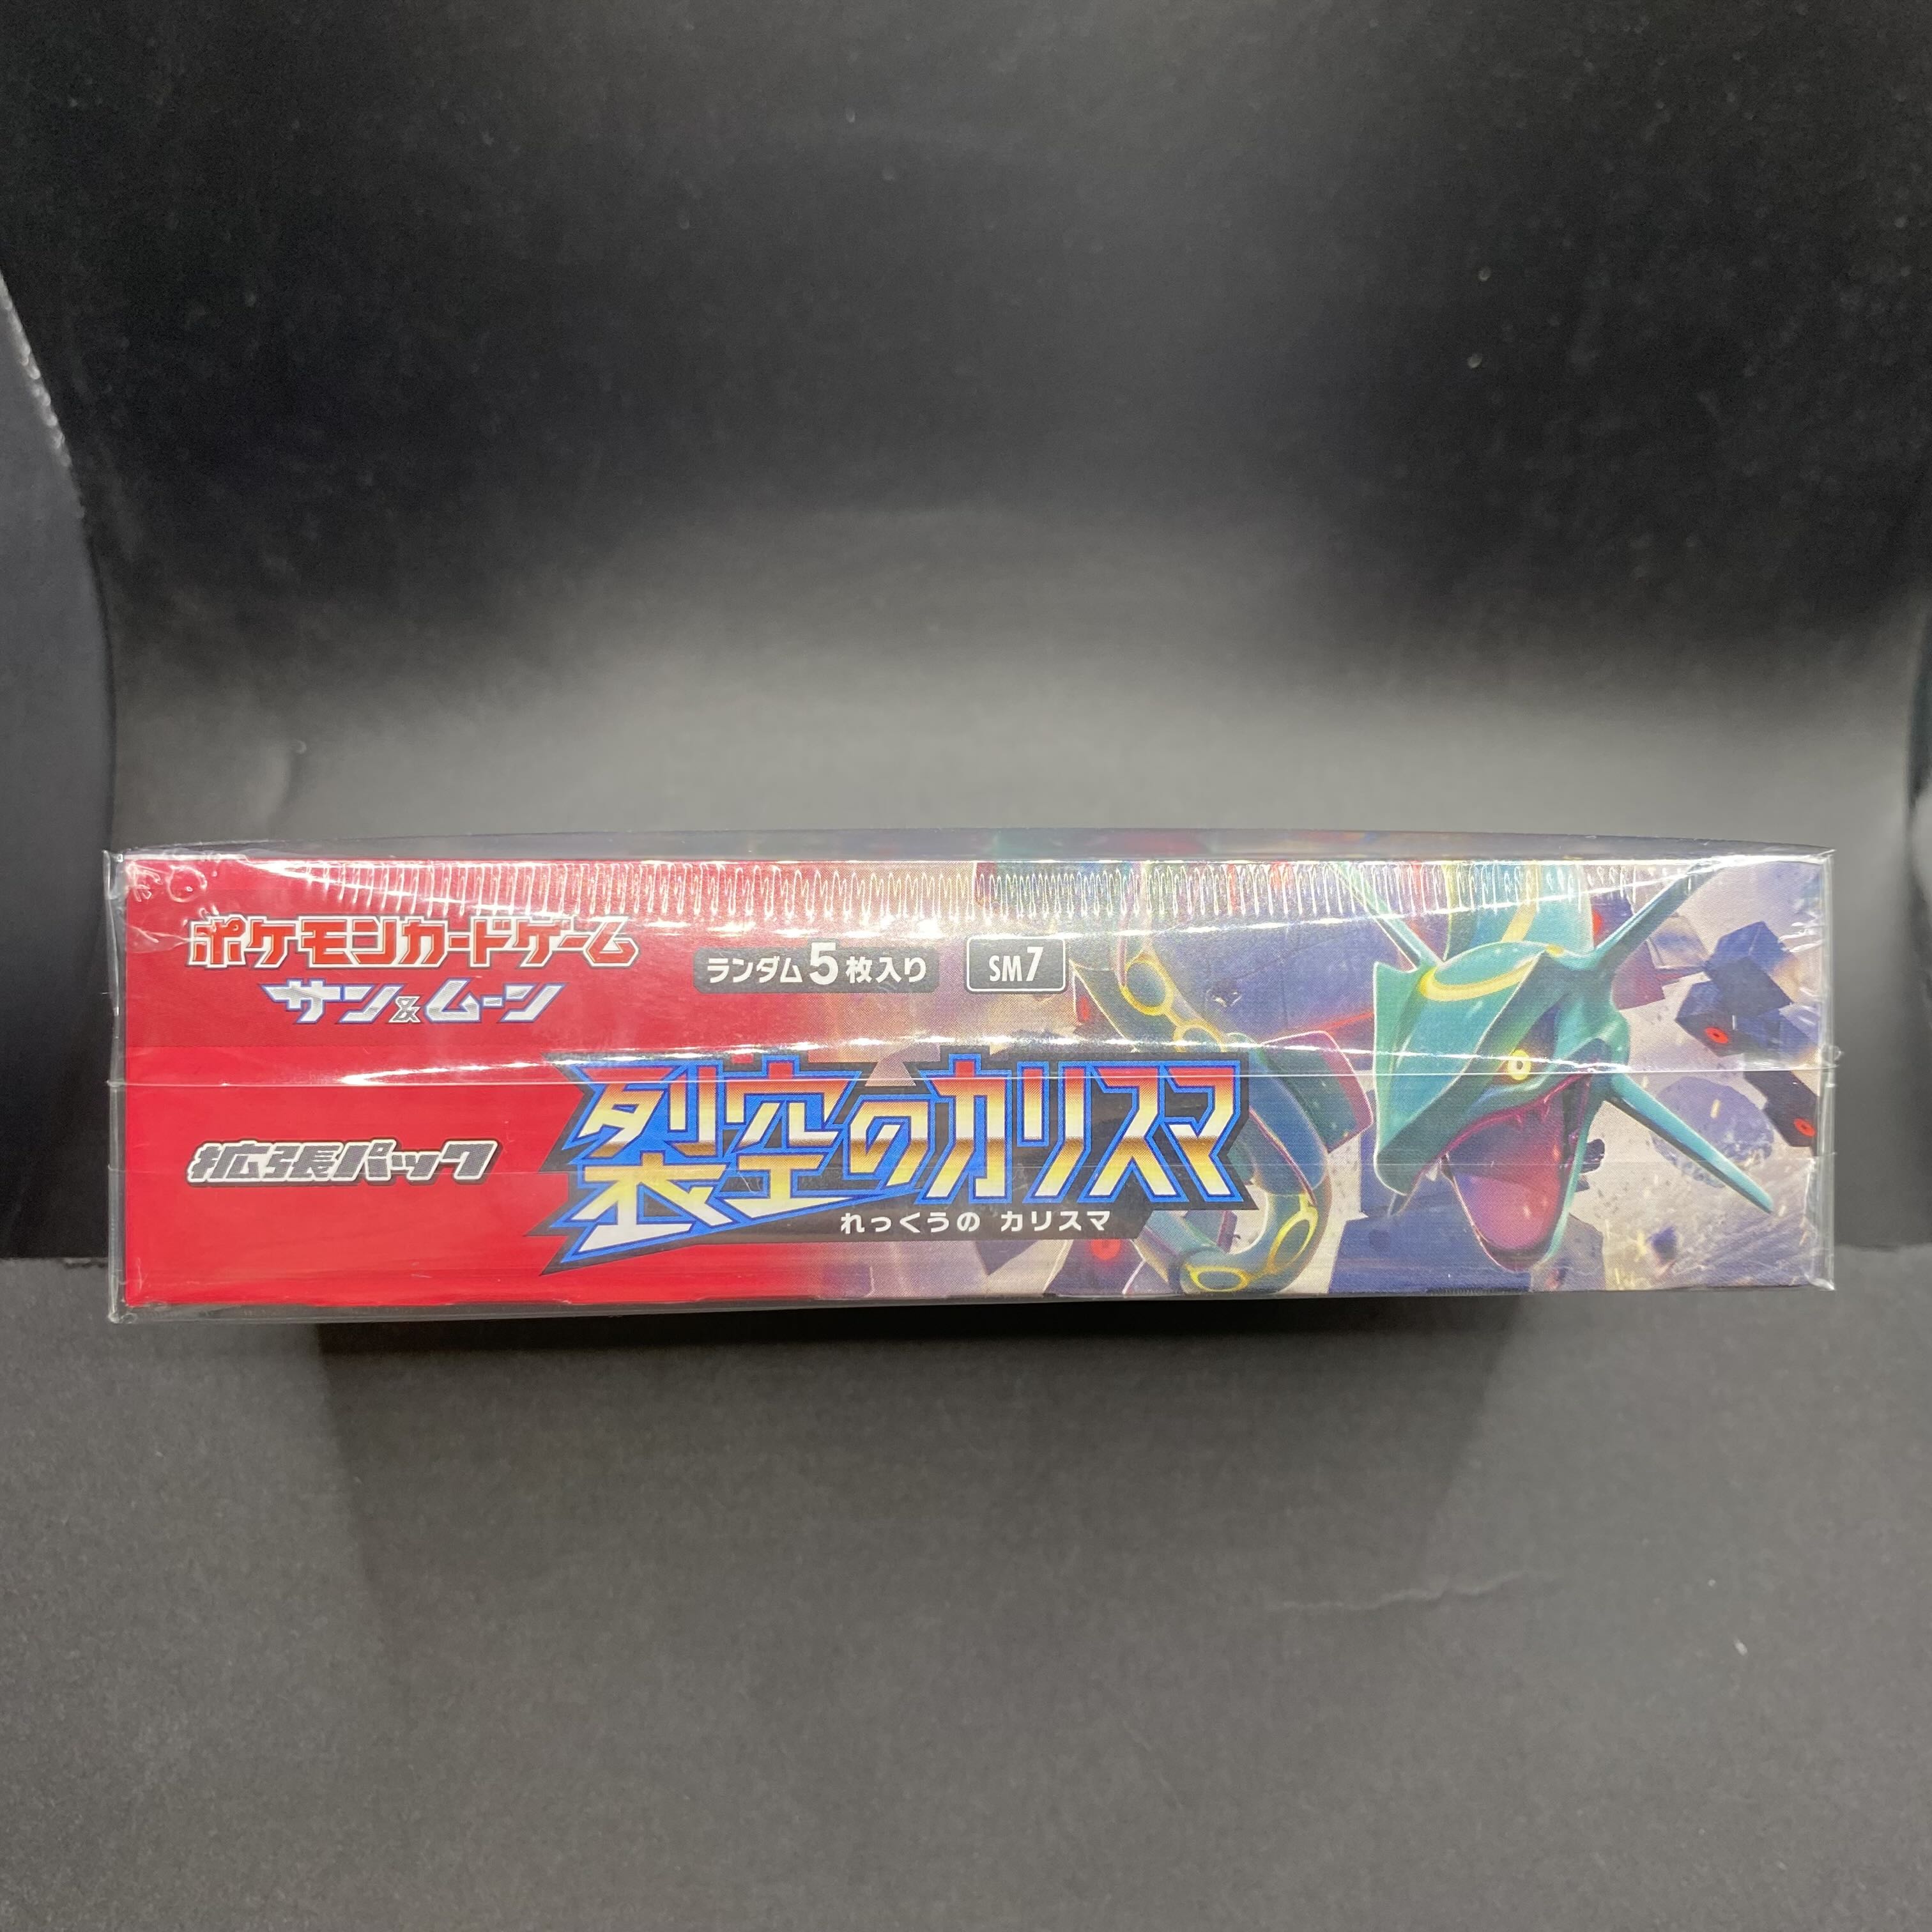 ポケモンカードゲーム
サン&ムーン
ランダム5枚入り
SM7
拡張パック
裂空のカリスマ
れっくうの カリスマ